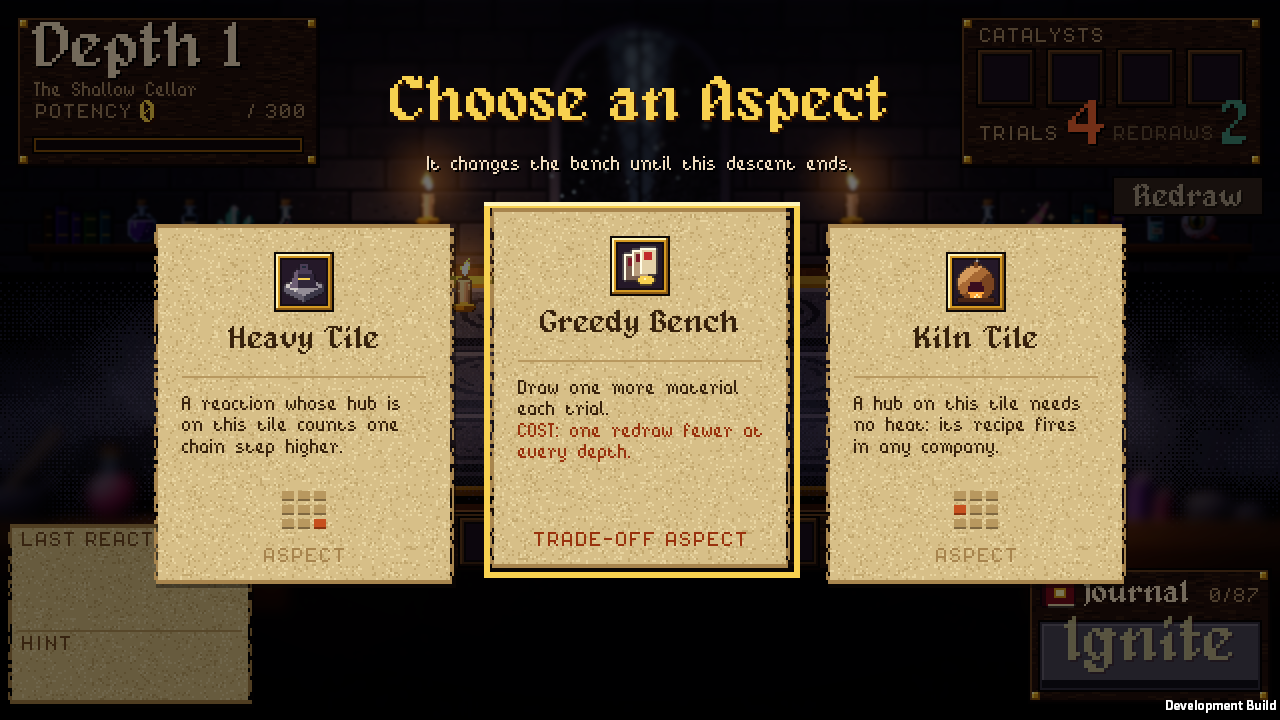 Depth 1
The Shallow Cellar
POTENCY 0 / 300
CATALYSTS
TRIALS 4 REDRAWS 2
Redraw
Choose an Aspect
It changes the bench until this descent ends.
Heavy Tile
A reaction whose hub is
on this tile counts one
chain step higher.
ASPECT
Greedy Bench
Draw one more material
each trial.
COST: one redraw fewer at
every depth.
TRADE-OFF ASPECT
Kiln Tile
A hub on this tile needs
no heat: its recipe fires
in any company.
ASPECT
LAST REACT
HINT
Journal 0/87
Ignite
Development Build